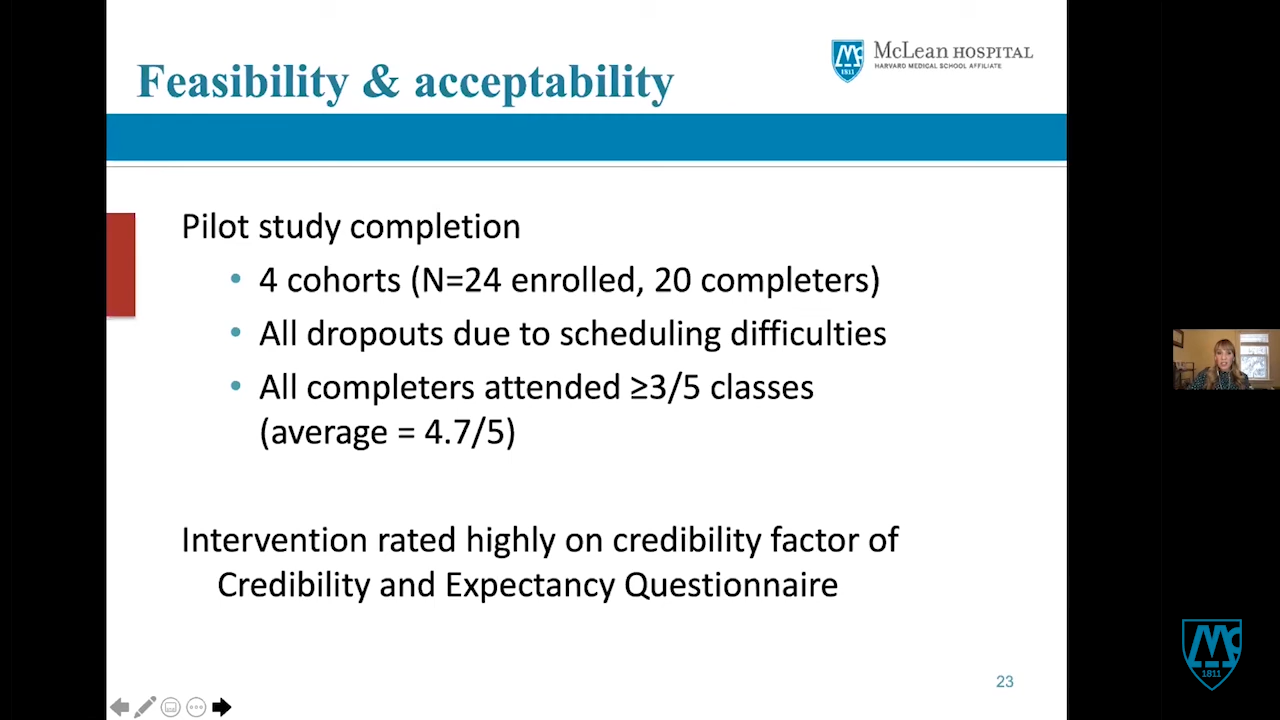 Feasibility & acceptability
McLean HOSPITAL
HARVARD MEDICAL SCHOOL AFFILIATE
1811
Pilot study completion
• 4 cohorts (N=24 enrolled, 20 completers)
• All dropouts due to scheduling difficulties
• All completers attended ≥3/5 classes
(average = 4.7/5)
Intervention rated highly on credibility factor of
Credibility and Expectancy Questionnaire
23
1811